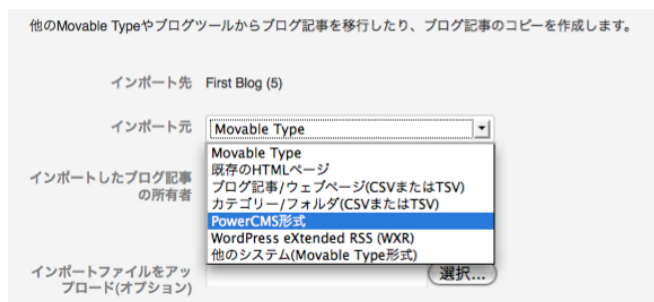 他のMovable Typeやブログツールからブログ記事を移行したり、ブログ記事のコピーを作成します。
インポート先 First Blog (5)
インポート元 Movable Type
Movable Type
既存のHTMLページ
ブログ記事/ウェブページ(CSVまたはTSV)
カテゴリー/フォルダ(CSVまたはTSV)
PowerCMS形式
WordPress eXtended RSS (WXR)
他のシステム(Movable Type形式)
インポートしたブログ記事
の所有者
インポートファイルをアッ
プロード(オプション)
選択...